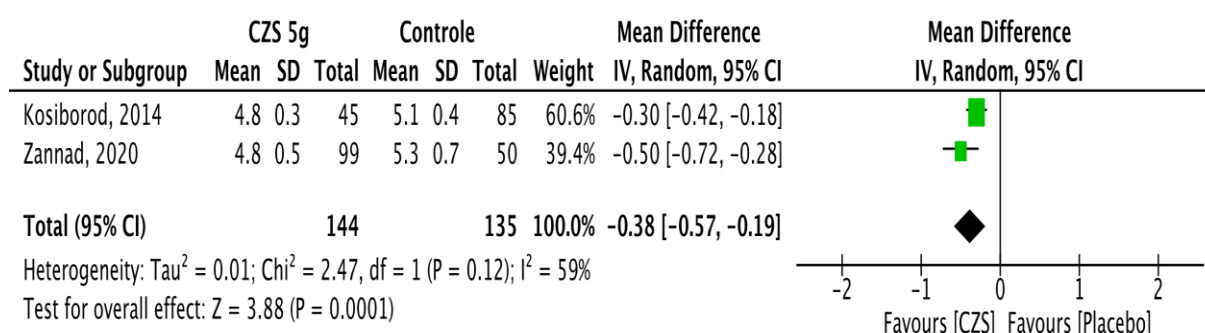 CZS 5g Controle Mean Difference Mean Difference
Study or Subgroup Mean SD Total Mean SD Total Weight IV, Random, 95% CI IV, Random, 95% CI
Kosiborod, 2014 4.8 0.3 45 5.1 0.4 85 60.6% −0.30 [−0.42, −0.18]
Zannad, 2020 4.8 0.5 99 5.3 0.7 50 39.4% −0.50 [−0.72, −0.28]
Total (95% CI) 144 135 100.0% −0.38 [−0.57, −0.19]
Heterogeneity: Tau² = 0.01; Chi² = 2.47, df = 1 (P = 0.12); I² = 59%
Test for overall effect: Z = 3.88 (P = 0.0001)
−2 −1 0 1 2
Favours [CZS] Favours [Placebo]